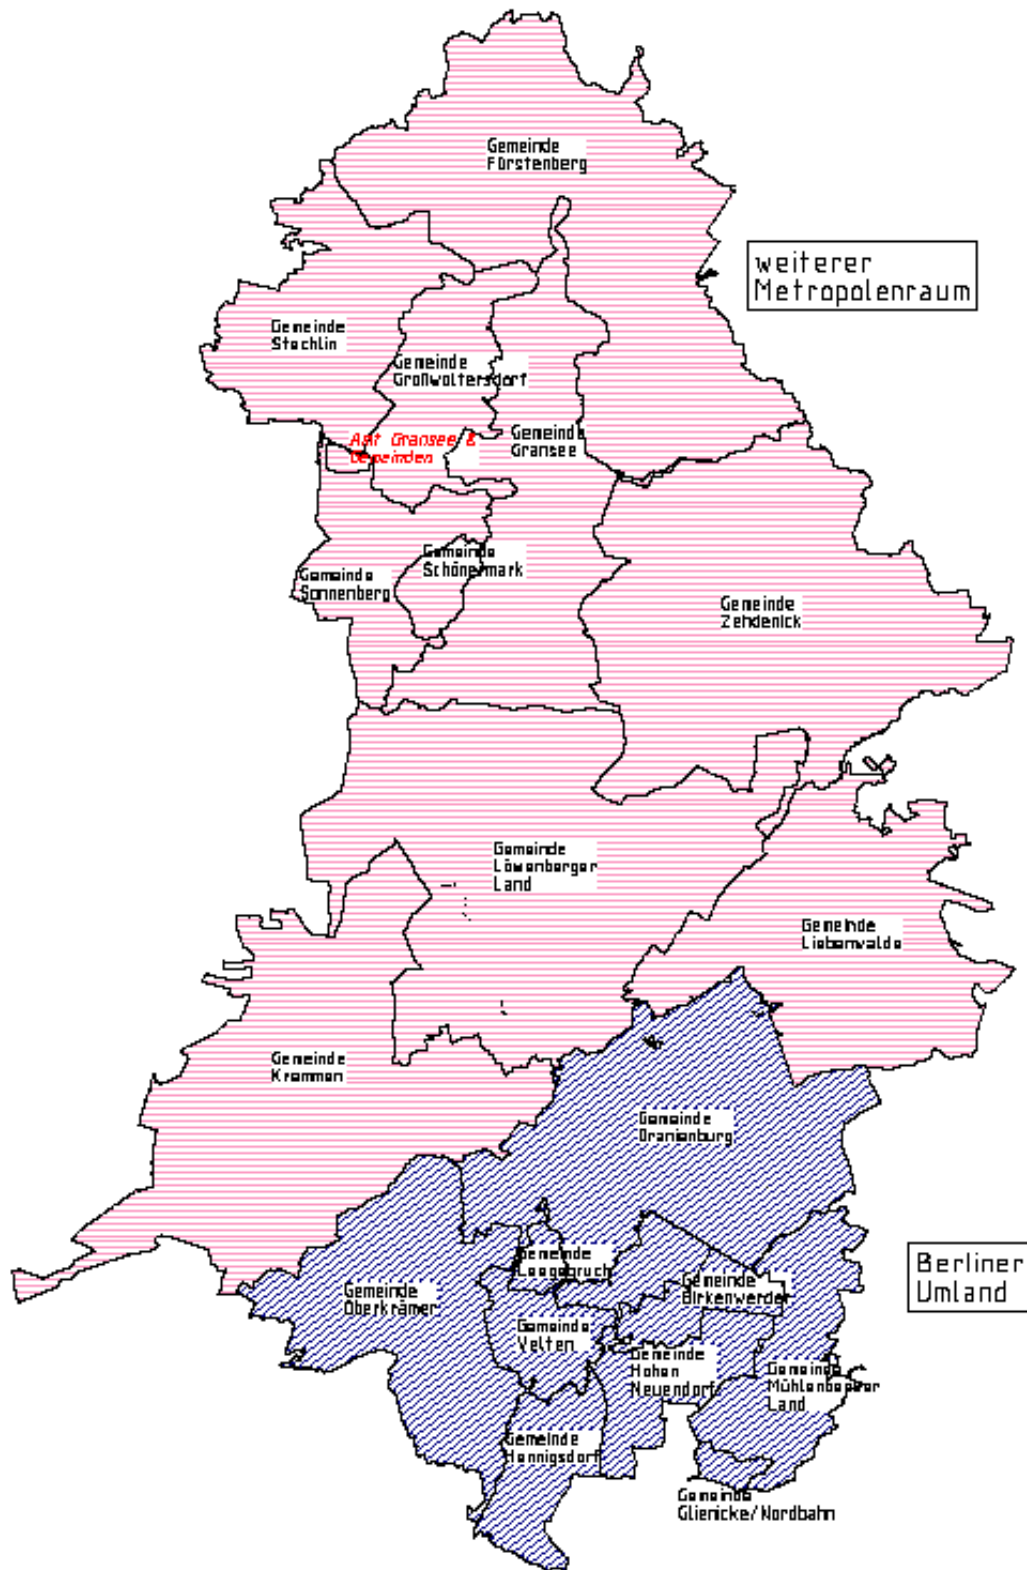 Gemeinde
Fürstenberg
weiterer
Metropolenraum
Gemeinde
Stechlin
Gemeinde
Großwoltersdorf
Amt Gransee &
Gemeinden
Gemeinde
Gransee
Gemeinde
Schönermark
Gemeinde
Sonnenberg
Gemeinde
Zehdenick
Gemeinde
Löwenberger
Land
Gemeinde
Liebenwalde
Gemeinde
Kremmen
Gemeinde
Oranienburg
Gemeinde
Leegebruch
Berliner
Umland
Gemeinde
Oberkrämer
Gemeinde
Birkenwerder
Gemeinde
Velten
Gemeinde
Hohen
Neuendorf
Gemeinde
Mühlenbecker
Land
Gemeinde
Hennigsdorf
Gemeinde
Glienicke/Nordbahn